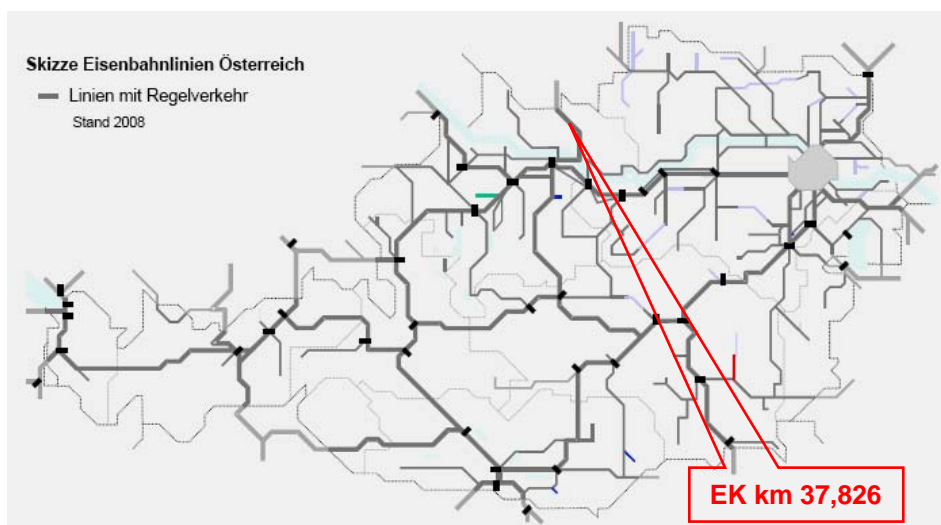 Skizze Eisenbahnlinien Österreich
Linien mit Regelverkehr
Stand 2008
EK km 37,826